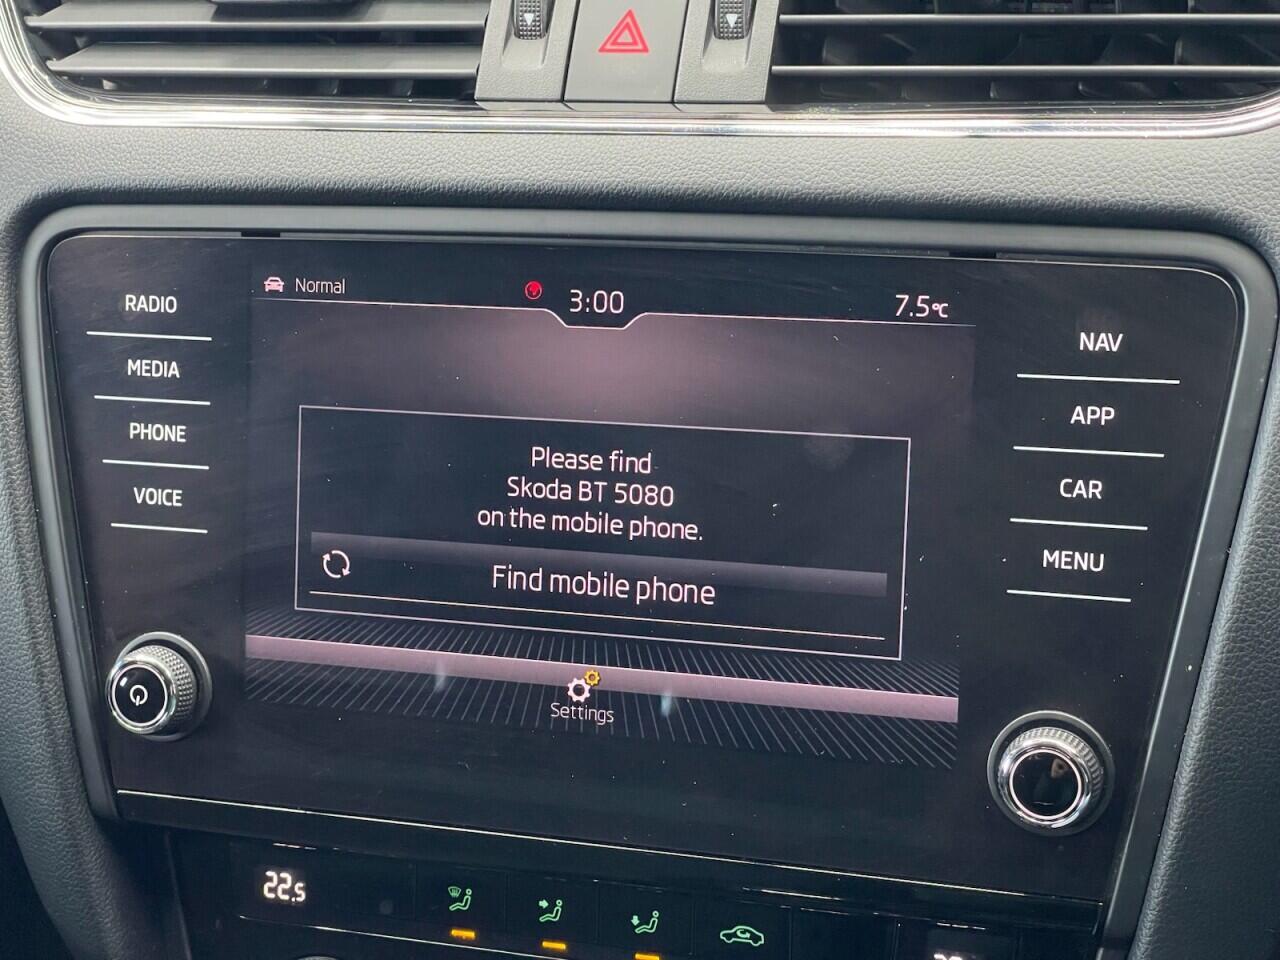 Normal
3:00
7.5°C
RADIO
MEDIA
PHONE
VOICE
Please find
Skoda BT 5080
on the mobile phone.
Find mobile phone
Settings
NAV
APP
CAR
MENU
22.5